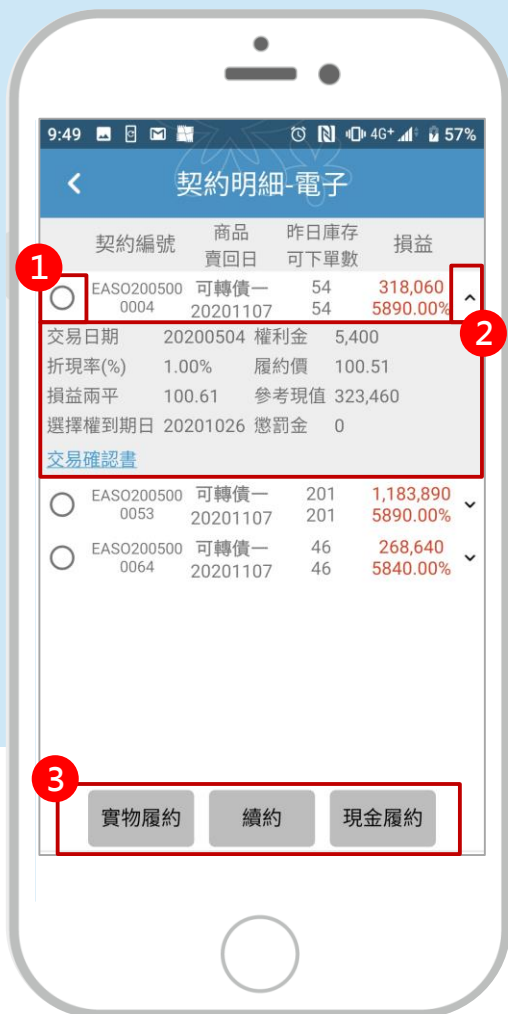 9:49 4G+ 57%
契約明細-電子
契約編號 商品 賣回日 昨日庫存 可下單數 損益
1
EASO200500 可轉債一 54 318,060
0004 20201107 54 5890.00%
2
交易日期 20200504 權利金 5,400
折現率(%) 1.00% 履約價 100.51
損益兩平 100.61 參考現值 323,460
選擇權到期日 20201026 懲罰金 0
交易確認書
EASO200500 可轉債一 201 1,183,890
0053 20201107 201 5890.00%
EASO200500 可轉債一 46 268,640
0064 20201107 46 5840.00%
3
實物履約 續約 現金履約